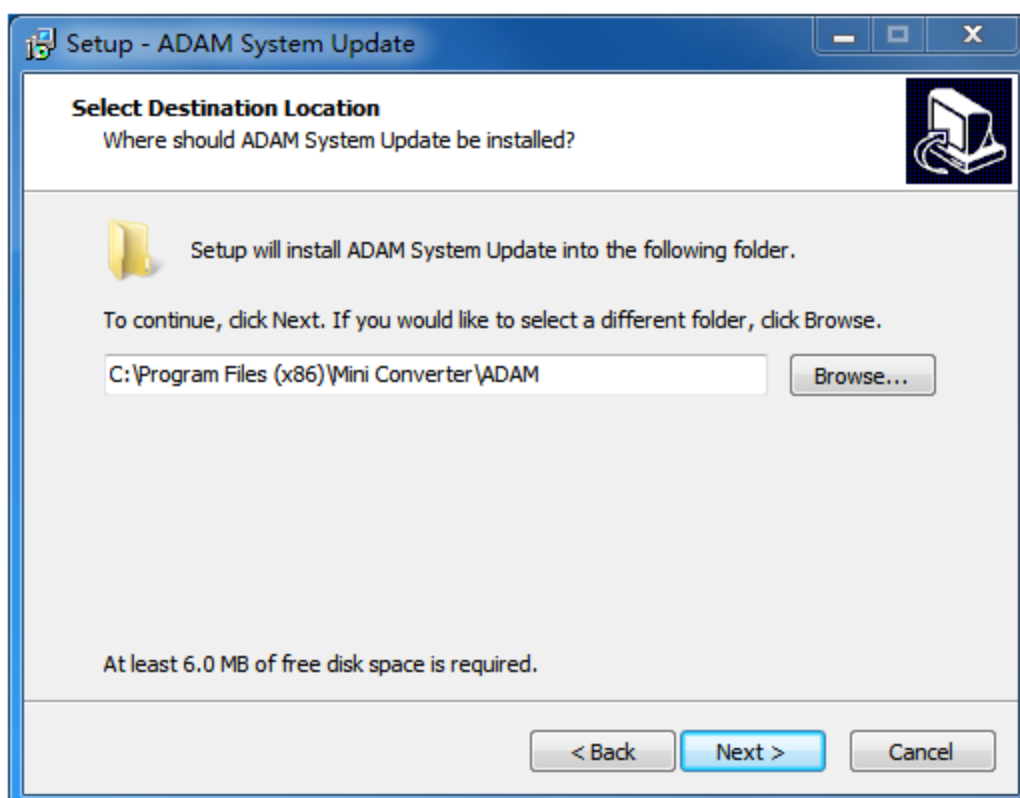 Setup - ADAM System Update
Select Destination Location
Where should ADAM System Update be installed?
Setup will install ADAM System Update into the following folder.
To continue, click Next. If you would like to select a different folder, click Browse.
C:\Program Files (x86)\Mini Converter\ADAM
Browse...
At least 6.0 MB of free disk space is required.
< Back Next > Cancel